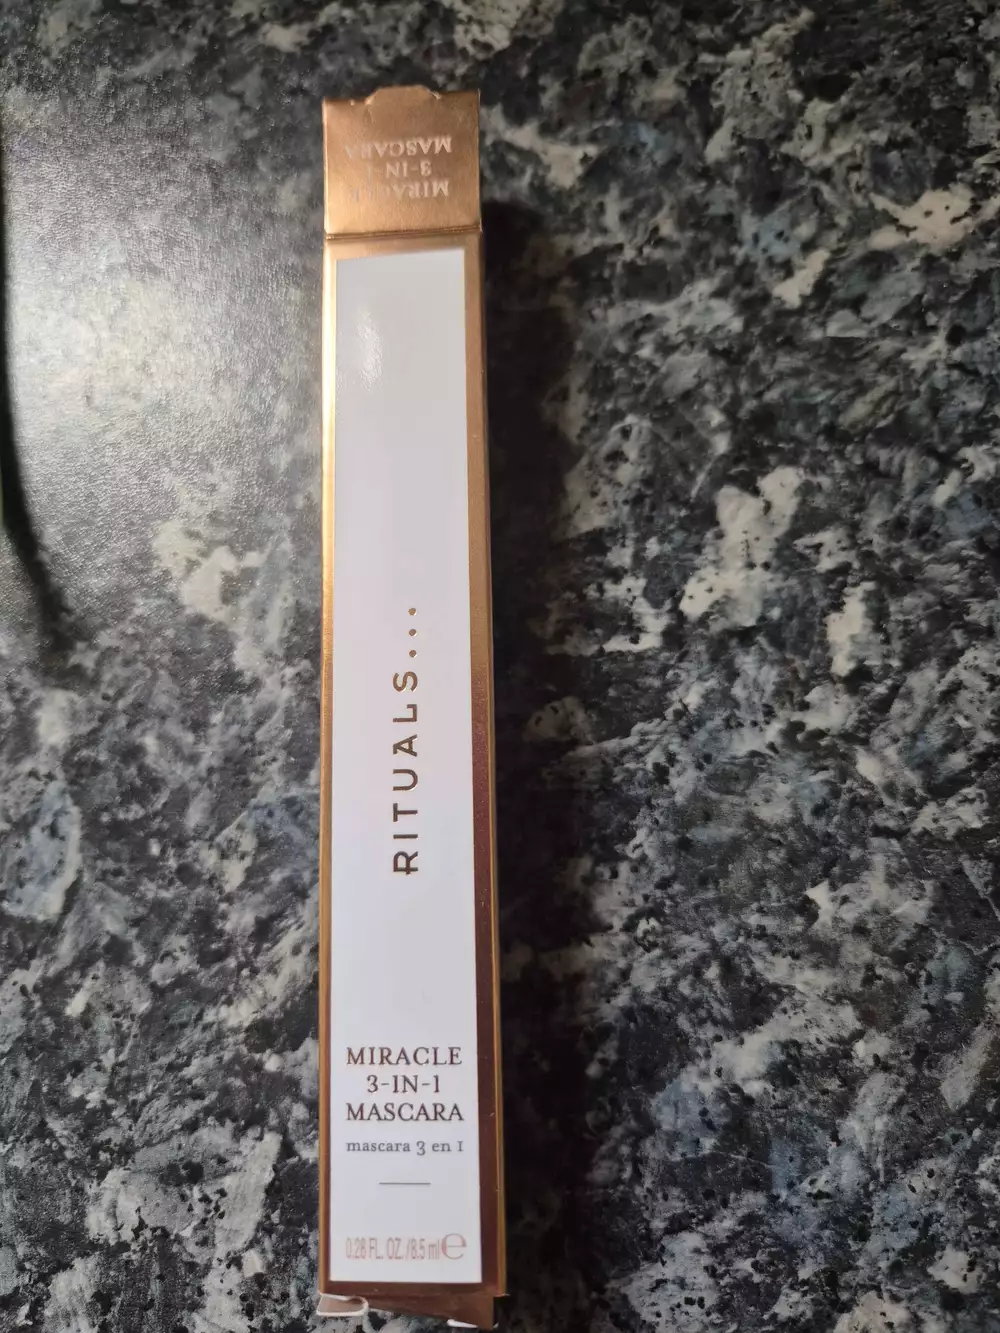 MIRACLE
3-IN-1
MASCARA
RITUALS...
MIRACLE
3-IN-1
MASCARA
mascara 3 en 1
0.28 FL. OZ. /8.5 ml ℮